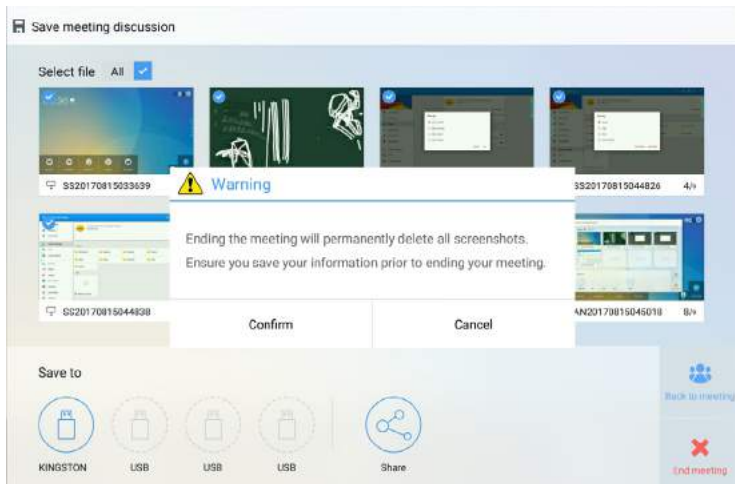 Save meeting discussion
Select file All
SS20170815033639
SS20170815044826 4/8
Warning
Ending the meeting will permanently delete all screenshots.
Ensure you save your information prior to ending your meeting.
Confirm Cancel
SS20170815044838
AN20170815045018 8/8
Save to
KINGSTON USB USB USB Share
Back to meeting
End meeting